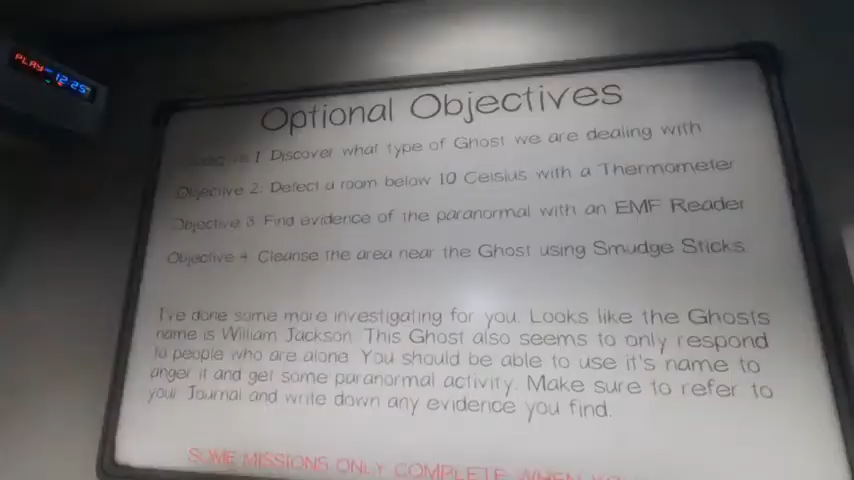 PLAY
12:25
Optional Objectives
1 Discover what type of Ghost we are dealing with
Objective 2: Detect a room below 10 Celsius with a Thermometer
Objective 3 Find evidence of the paranormal with an EMF Reader
Objective 4 Cleanse the area near the Ghost using Smudge Sticks
I've done some more investigating for you. Looks like the Ghosts
name is William Jackson. This Ghost also seems to only respond
to people who are alone. You should be able to use it's name to
anger it and get some paranormal activity. Make sure to refer to
your Journal and write down any evidence you find.
SOME MISSIONS ONLY COMPLETE WHEN